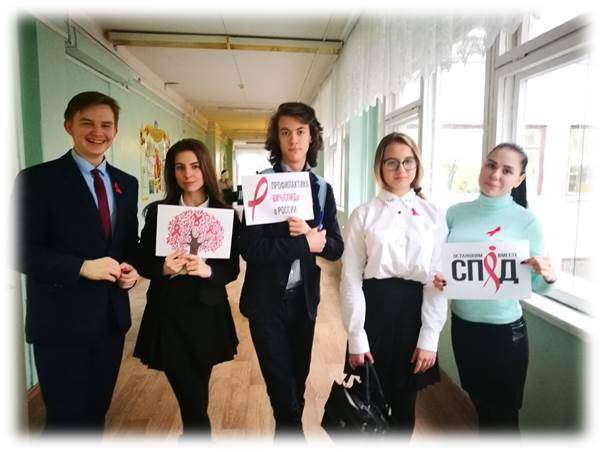 ПРОФИЛАКТИКА
ВИЧ/СПИДа
в РОССИИ
ОСТАНОВИМ ВМЕСТЕ
СПИД